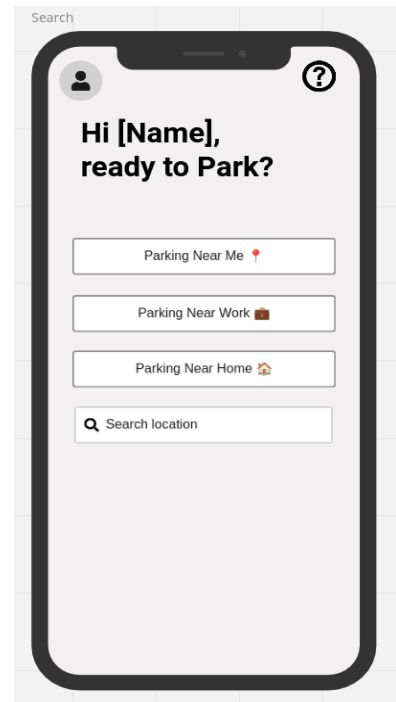 Search
?
Hi [Name],
ready to Park?
Parking Near Me 📍
Parking Near Work 💼
Parking Near Home 🏠
Search location